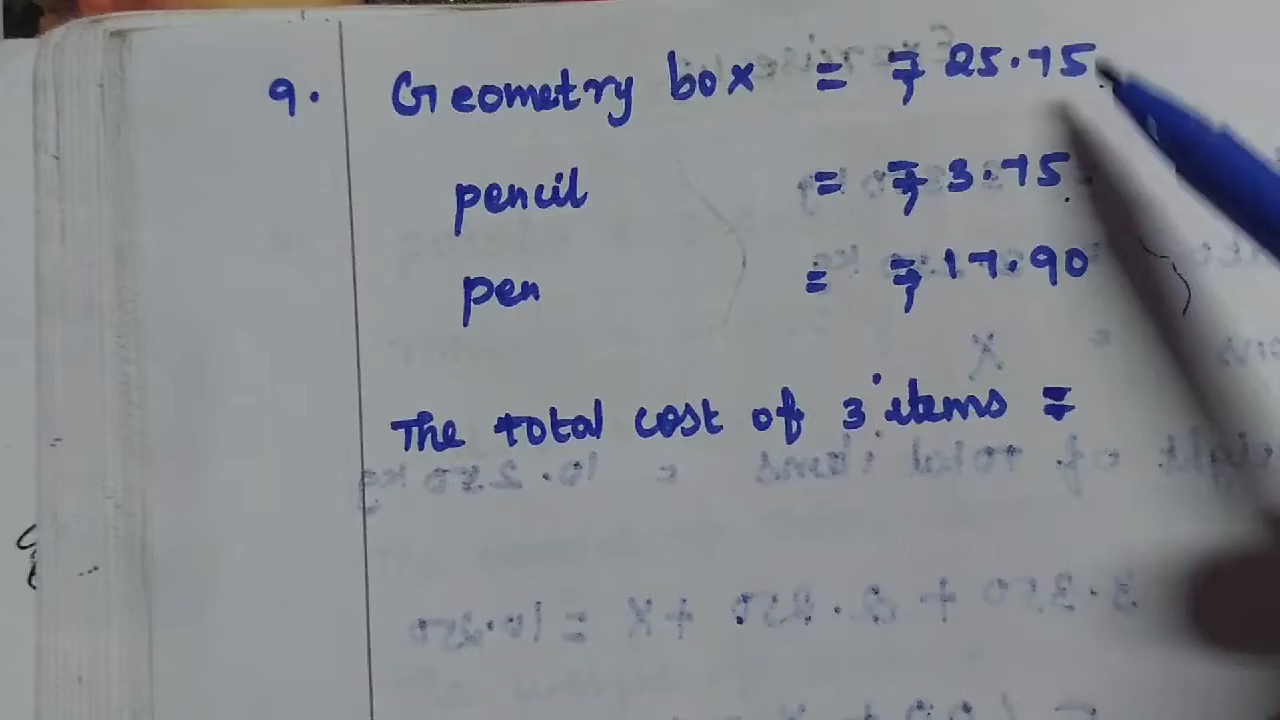 9. Geometry box = ₹ 25.75
pencil = ₹ 3.75
pen = ₹ 17.90
The total cost of 3 items =